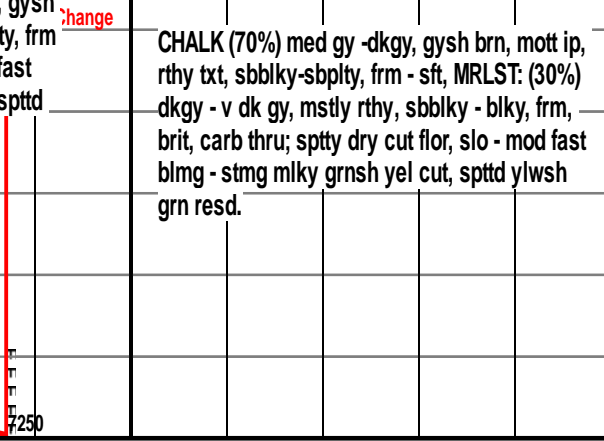 , gysh
Change
ty, frm
fast
spttd
CHALK (70%) med gy -dkgy, gysh brn, mott ip,
rthy txt, sbblky-sbplty, frm - sft, MRLST: (30%)
dkgy - v dk gy, mstly rthy, sbblky - blky, frm,
brit, carb thru; sptty dry cut flor, slo - mod fast
blmg - stmg mlky grnsh yel cut, spttd ylwsh
grn resd.
7250